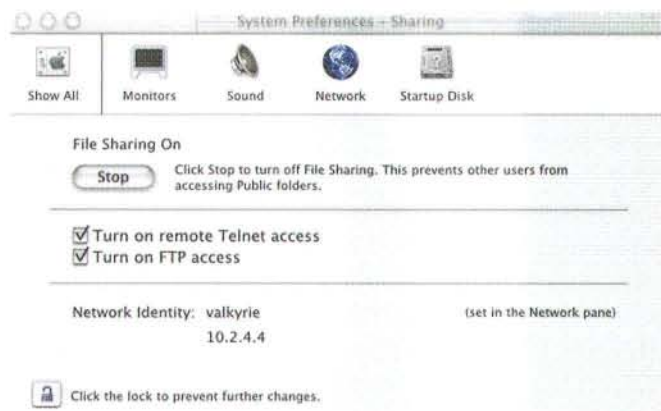 System Preferences - Sharing
Show All
Monitors
Sound
Network
Startup Disk
File Sharing On
Stop
Click Stop to turn off File Sharing. This prevents other users from
accessing Public folders.
Turn on remote Telnet access
Turn on FTP access
Network Identity: valkyrie
(set in the Network pane)
10.2.4.4
Click the lock to prevent further changes.